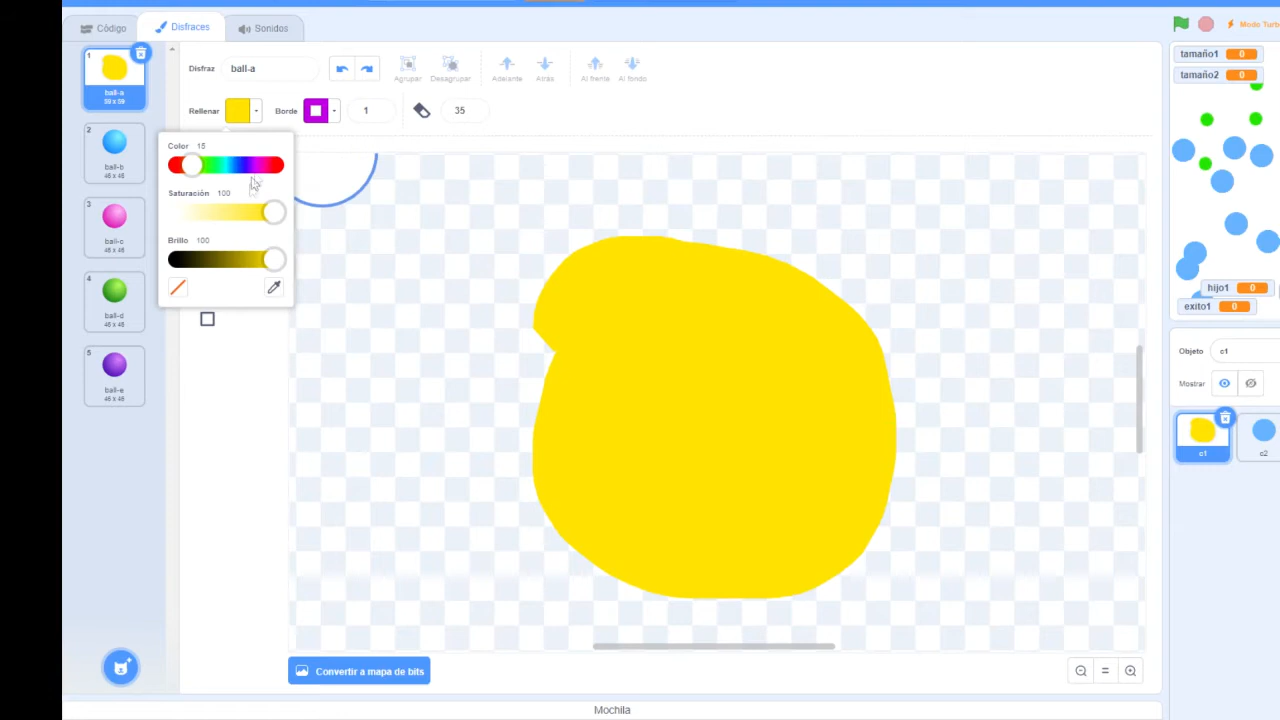 Código
Disfraces
Sonidos
Modo Turb
1
ball-a
59 x 59
2
ball-b
46 x 46
3
ball-c
46 x 46
4
ball-d
46 x 46
5
ball-e
46 x 46
Disfraz
ball-a
Agrupar
Desagrupar
Adelante
Atrás
Al frente
Al fondo
Rellenar
Borde
1
35
Color 15
Saturación 100
Brillo 100
Convertir a mapa de bits
Mochila
tamaño1 0
tamaño2 0
hijo1 0
exito1 0
Objeto
c1
Mostrar
c1
c2